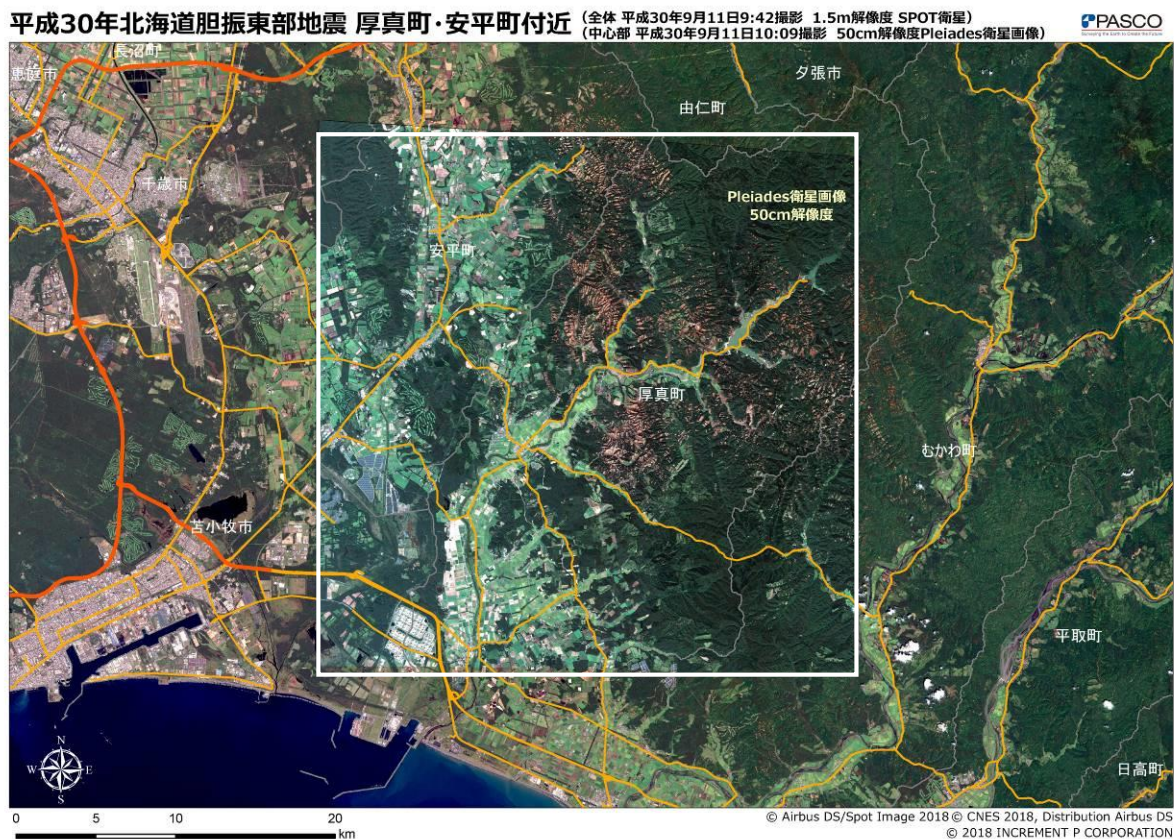 平成30年北海道胆振東部地震 厚真町・安平町付近
(全体 平成30年9月11日9:42撮影 1.5m解像度 SPOT衛星)
(中心部 平成30年9月11日10:09撮影 50cm解像度Pleiades衛星画像)
PASCO
Surveying the Earth to Create the Future
長沼町
恵庭市
夕張市
由仁町
千歳市
Pleiades衛星画像
50cm解像度
安平町
厚真町
むかわ町
苫小牧市
平取町
日高町
N
W E
S
0 5 10 20
km
© Airbus DS/Spot Image 2018 © CNES 2018, Distribution Airbus DS
© 2018 INCREMENT P CORPORATION